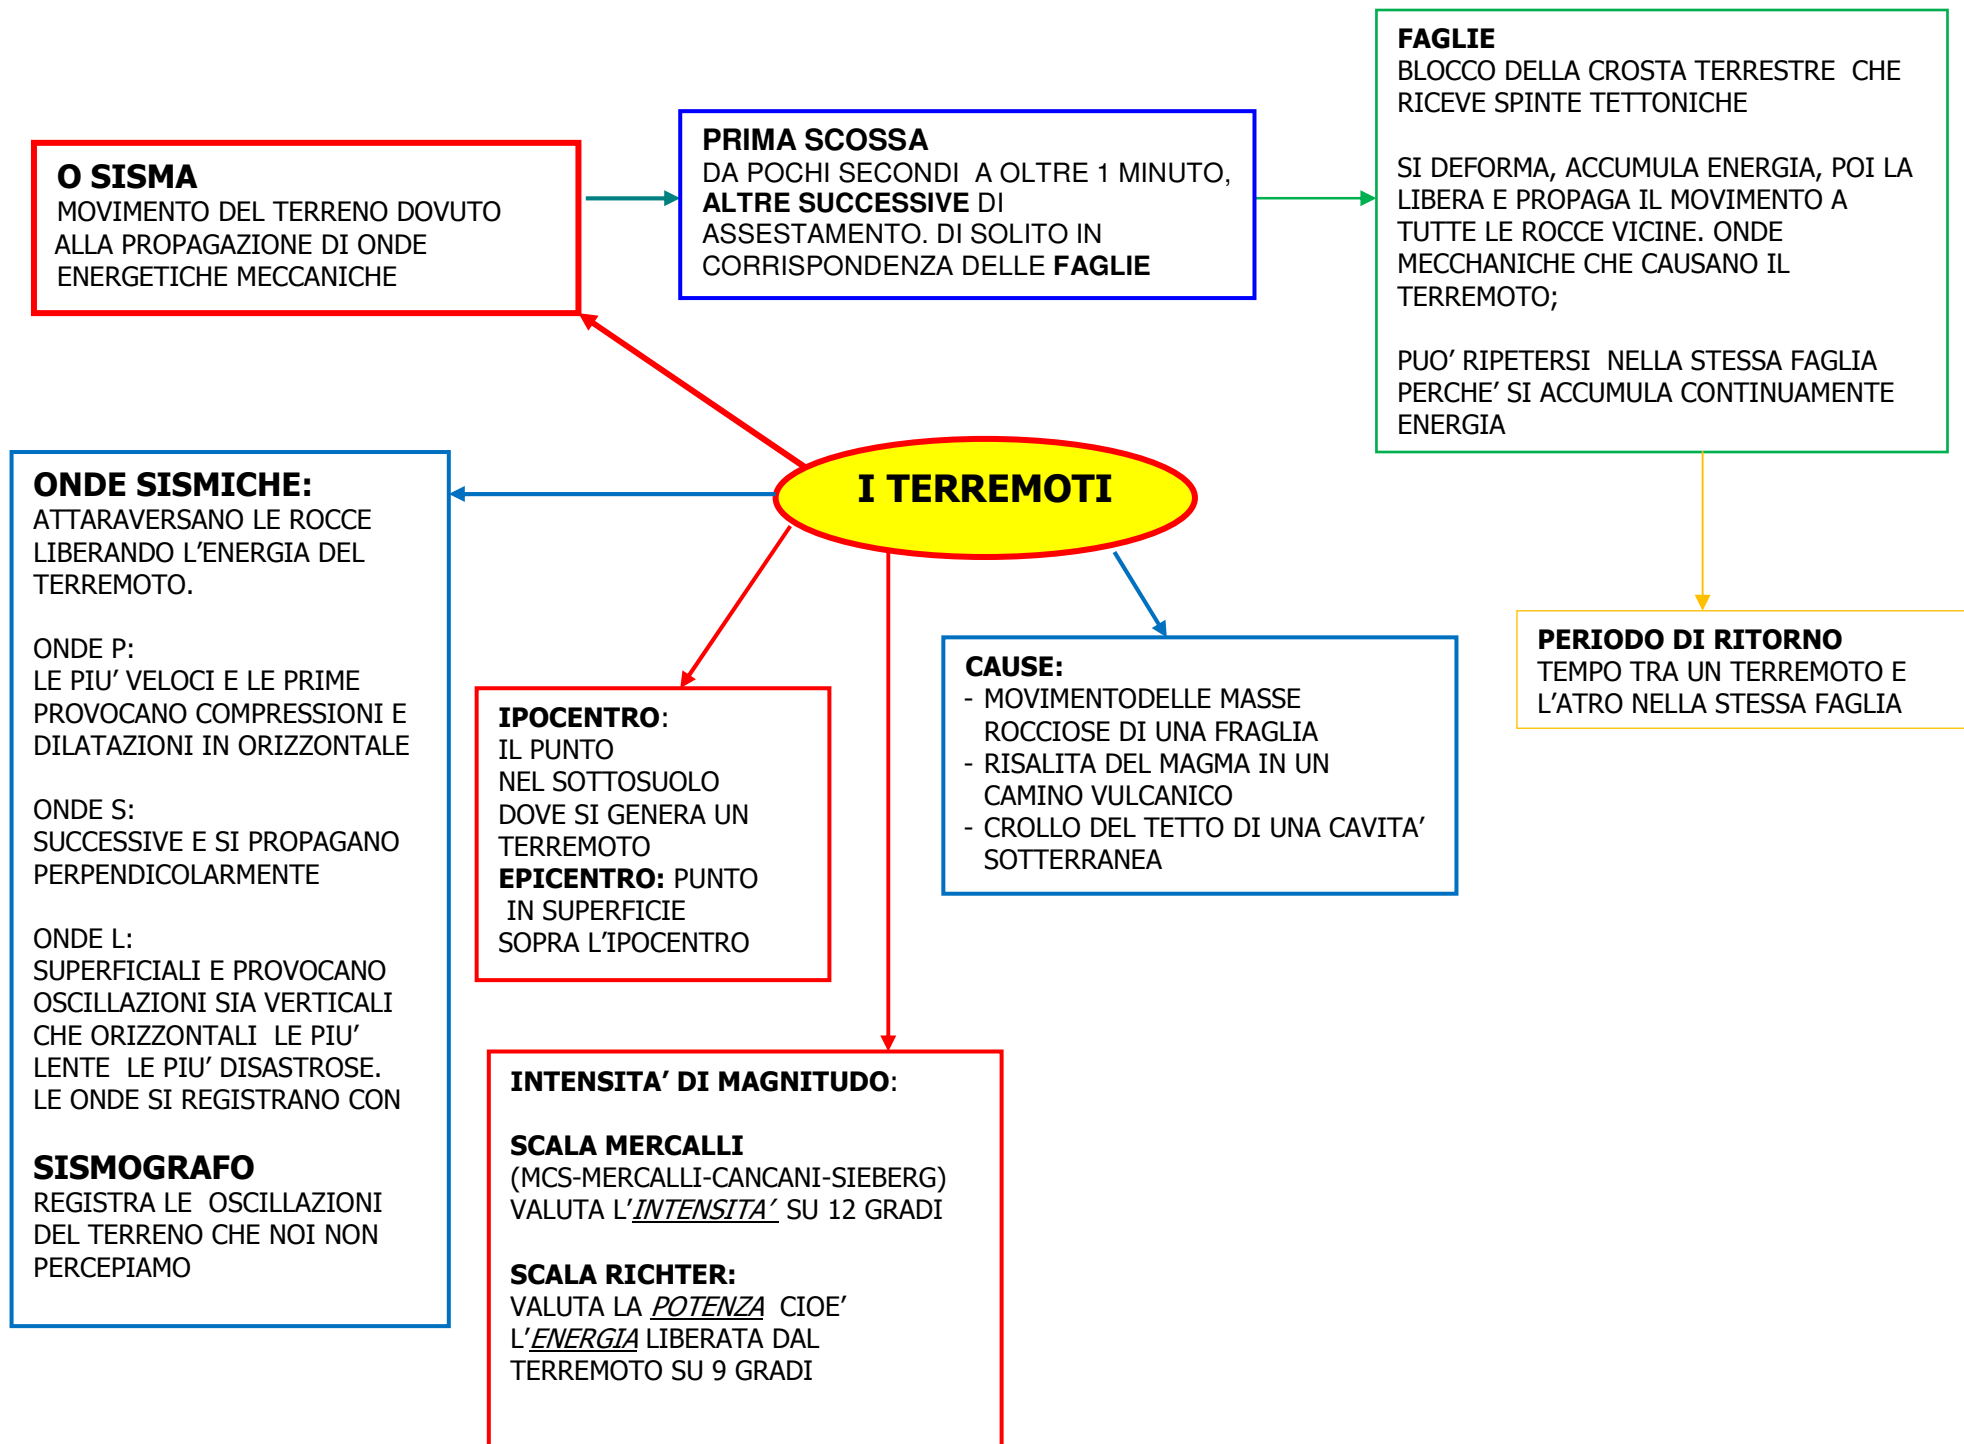 I TERREMOTI
O SISMA
MOVIMENTO DEL TERRENO DOVUTO
ALLA PROPAGAZIONE DI ONDE
ENERGETICHE MECCANICHE
PRIMA SCOSSA
DA POCHI SECONDI A OLTRE 1 MINUTO,
ALTRE SUCCESSIVE DI
ASSESTAMENTO. DI SOLITO IN
CORRISPONDENZA DELLE FAGLIE
FAGLIE
BLOCCO DELLA CROSTA TERRESTRE CHE
RICEVE SPINTE TETTONICHE
SI DEFORMA, ACCUMULA ENERGIA, POI LA
LIBERA E PROPAGA IL MOVIMENTO A
TUTTE LE ROCCE VICINE. ONDE
MECCHANICHE CHE CAUSANO IL
TERREMOTO;
PUO’ RIPETERSI NELLA STESSA FAGLIA
PERCHE’ SI ACCUMULA CONTINUAMENTE
ENERGIA
PERIODO DI RITORNO
TEMPO TRA UN TERREMOTO E
L’ATRO NELLA STESSA FAGLIA
ONDE SISMICHE:
ATTARAVERSANO LE ROCCE
LIBERANDO L’ENERGIA DEL
TERREMOTO.
ONDE P:
LE PIU’ VELOCI E LE PRIME
PROVOCANO COMPRESSIONI E
DILATAZIONI IN ORIZZONTALE
ONDE S:
SUCCESSIVE E SI PROPAGANO
PERPENDICOLARMENTE
ONDE L:
SUPERFICIALI E PROVOCANO
OSCILLAZIONI SIA VERTICALI
CHE ORIZZONTALI LE PIU’
LENTE LE PIU’ DISASTROSE.
LE ONDE SI REGISTRANO CON
SISMOGRAFO
REGISTRA LE OSCILLAZIONI
DEL TERRENO CHE NOI NON
PERCEPIAMO
IPOCENTRO:
IL PUNTO
NEL SOTTOSUOLO
DOVE SI GENERA UN
TERREMOTO
EPICENTRO: PUNTO
IN SUPERFICIE
SOPRA L’IPOCENTRO
CAUSE:
- MOVIMENTODELLE MASSE
ROCCIOSE DI UNA FRAGLIA
- RISALITA DEL MAGMA IN UN
CAMINO VULCANICO
- CROLLO DEL TETTO DI UNA CAVITA’
SOTTERRANEA
INTENSITA’ DI MAGNITUDO:
SCALA MERCALLI
(MCS-MERCALLI-CANCANI-SIEBERG)
VALUTA L’INTENSITA’ SU 12 GRADI
SCALA RICHTER:
VALUTA LA POTENZA CIOE’
L’ENERGIA LIBERATA DAL
TERREMOTO SU 9 GRADI